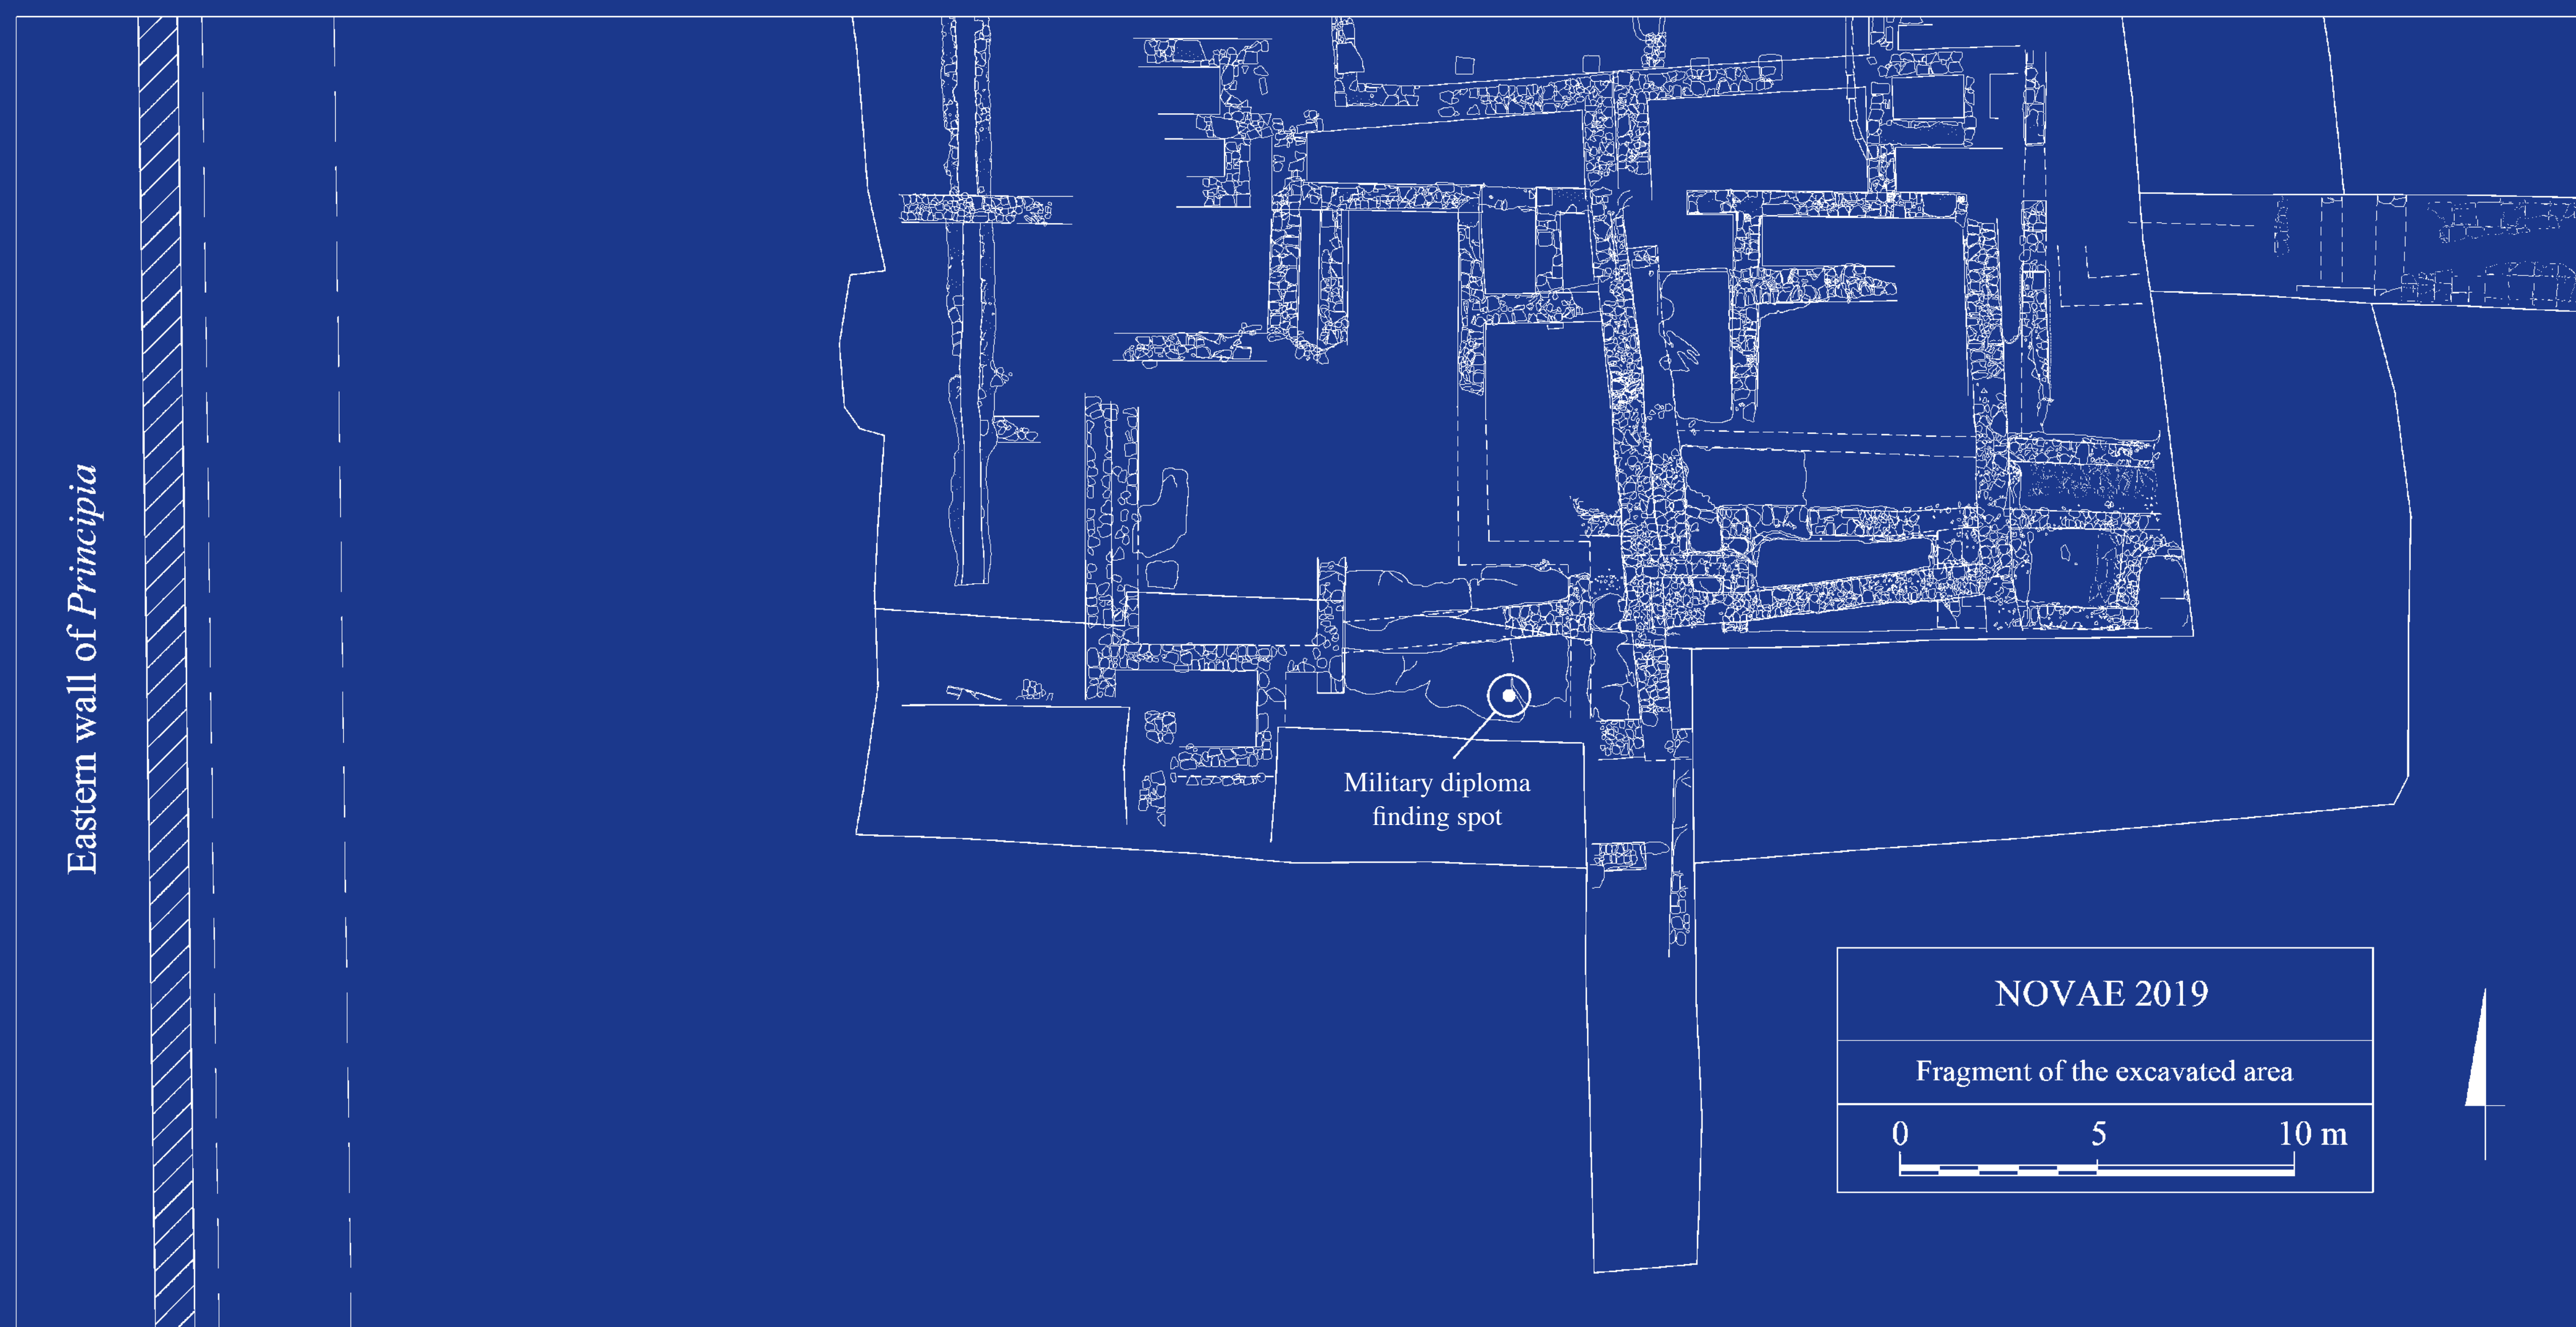 Eastern wall of Principia
Military diploma
finding spot
NOVAE 2019
Fragment of the excavated area
0 5 10 m